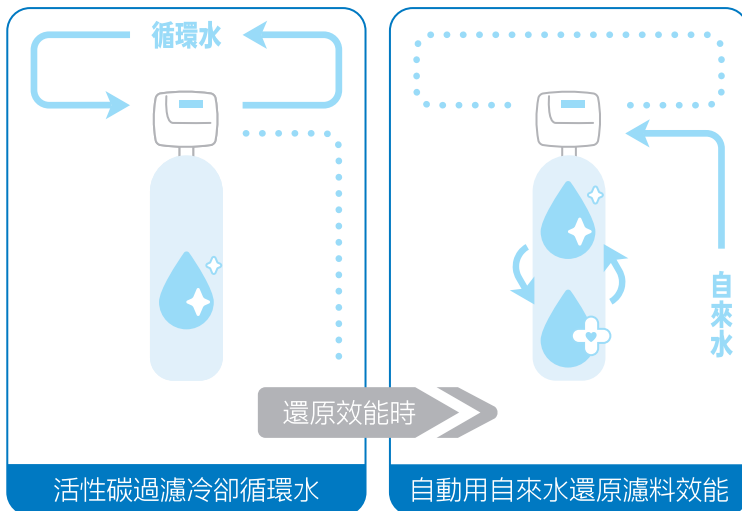 循環水
自來水
還原效能時
活性碳過濾冷卻循環水
自動用自來水還原濾料效能